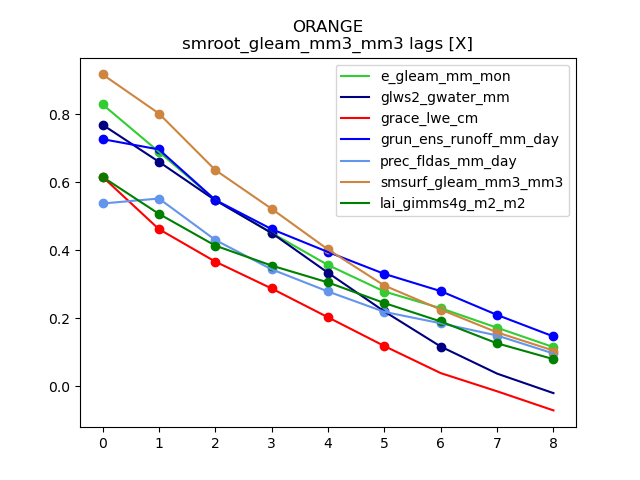 ORANGE
smroot_gleam_mm3_mm3 lags [X]
e_gleam_mm_mon
glws2_gwater_mm
grace_lwe_cm
grun_ens_runoff_mm_day
prec_fldas_mm_day
smsurf_gleam_mm3_mm3
lai_gimms4g_m2_m2
0.8
0.6
0.4
0.2
0.0
0 1 2 3 4 5 6 7 8